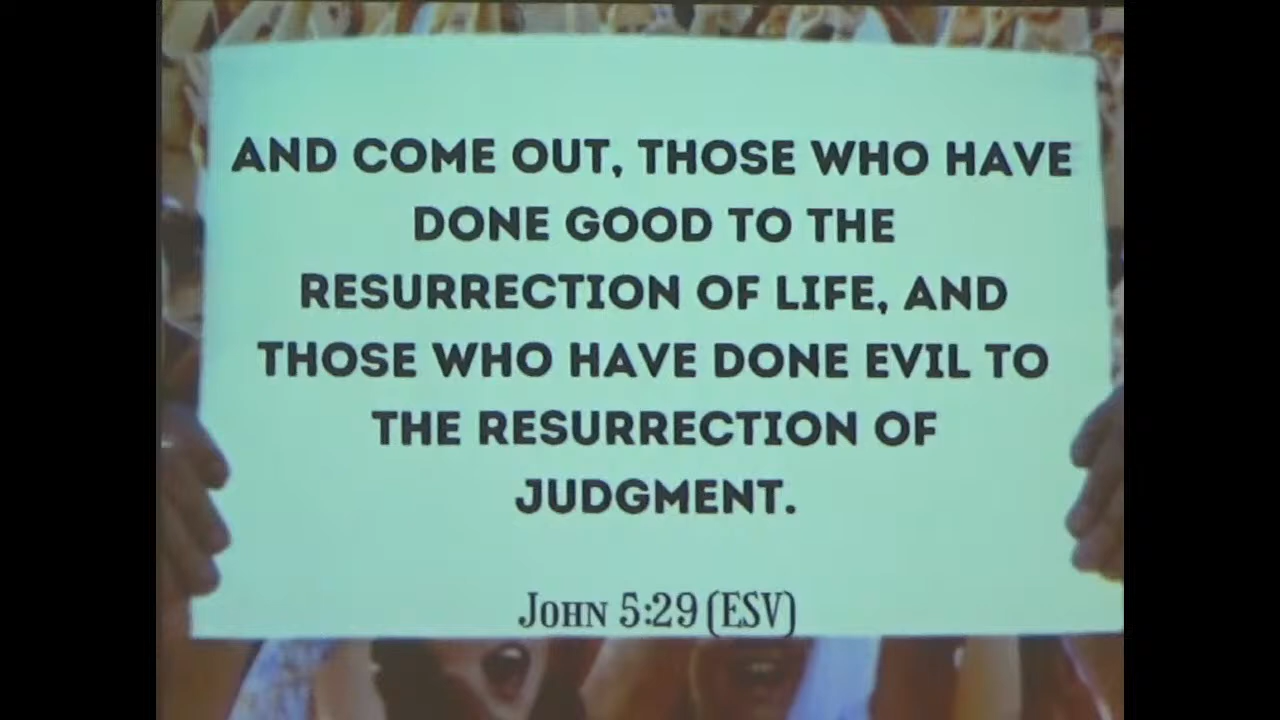 AND COME OUT, THOSE WHO HAVE
DONE GOOD TO THE
RESURRECTION OF LIFE, AND
THOSE WHO HAVE DONE EVIL TO
THE RESURRECTION OF
JUDGMENT.
JOHN 5:29 (ESV)